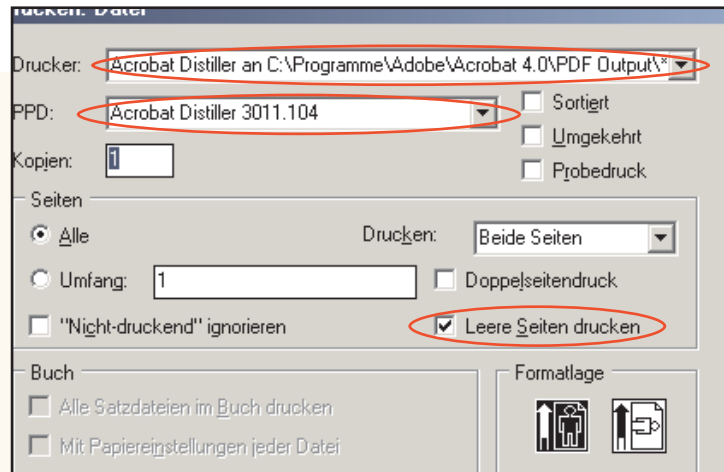 Drucken: Datei
Drucker: Acrobat Distiller an C:\Programme\Adobe\Acrobat 4.0\PDF Output\*
PPD: Acrobat Distiller 3011.104
Sortiert
Umgekehrt
Kopien: 1
Probedruck
Seiten
Alle Drucken: Beide Seiten
Umfang: 1 Doppelseitendruck
"Nicht-druckend" ignorieren Leere Seiten drucken
Buch Formatlage
Alle Satzdateien im Buch drucken
Mit Papiereinstellungen jeder Datei